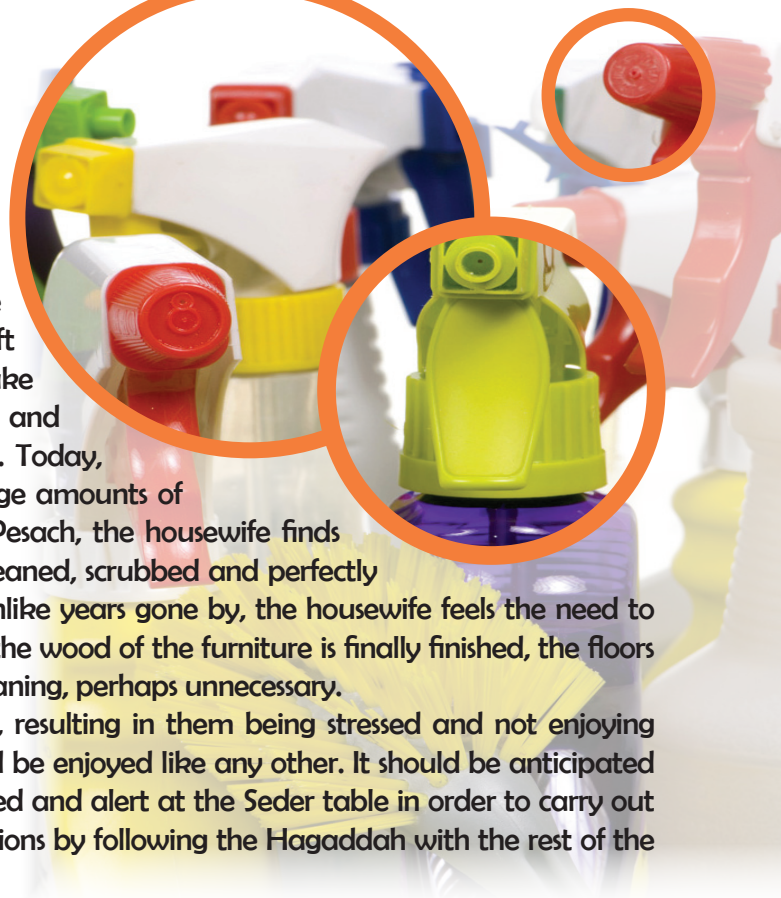 ft
and
. Today,
ge amounts of
Pesach, the housewife finds
eaned, scrubbed and perfectly
nlike years gone by, the housewife feels the need to
the wood of the furniture is finally finished, the floors
aning, perhaps unnecessary.
, resulting in them being stressed and not enjoying
d be enjoyed like any other. It should be anticipated
ed and alert at the Seder table in order to carry out
tions by following the Hagaddah with the rest of the